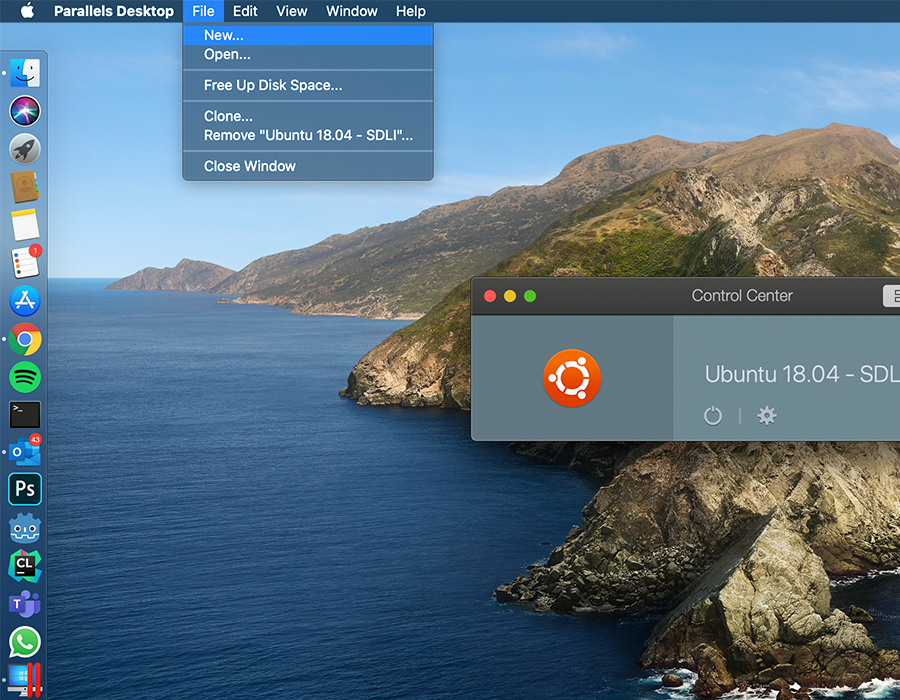 Parallels Desktop File Edit View Window Help
New...
Open...
Free Up Disk Space...
Clone...
Remove "Ubuntu 18.04 - SDLI"...
Close Window
1
Control Center
Ubuntu 18.04 - SDL
>_
43
O
Ps
CL
T